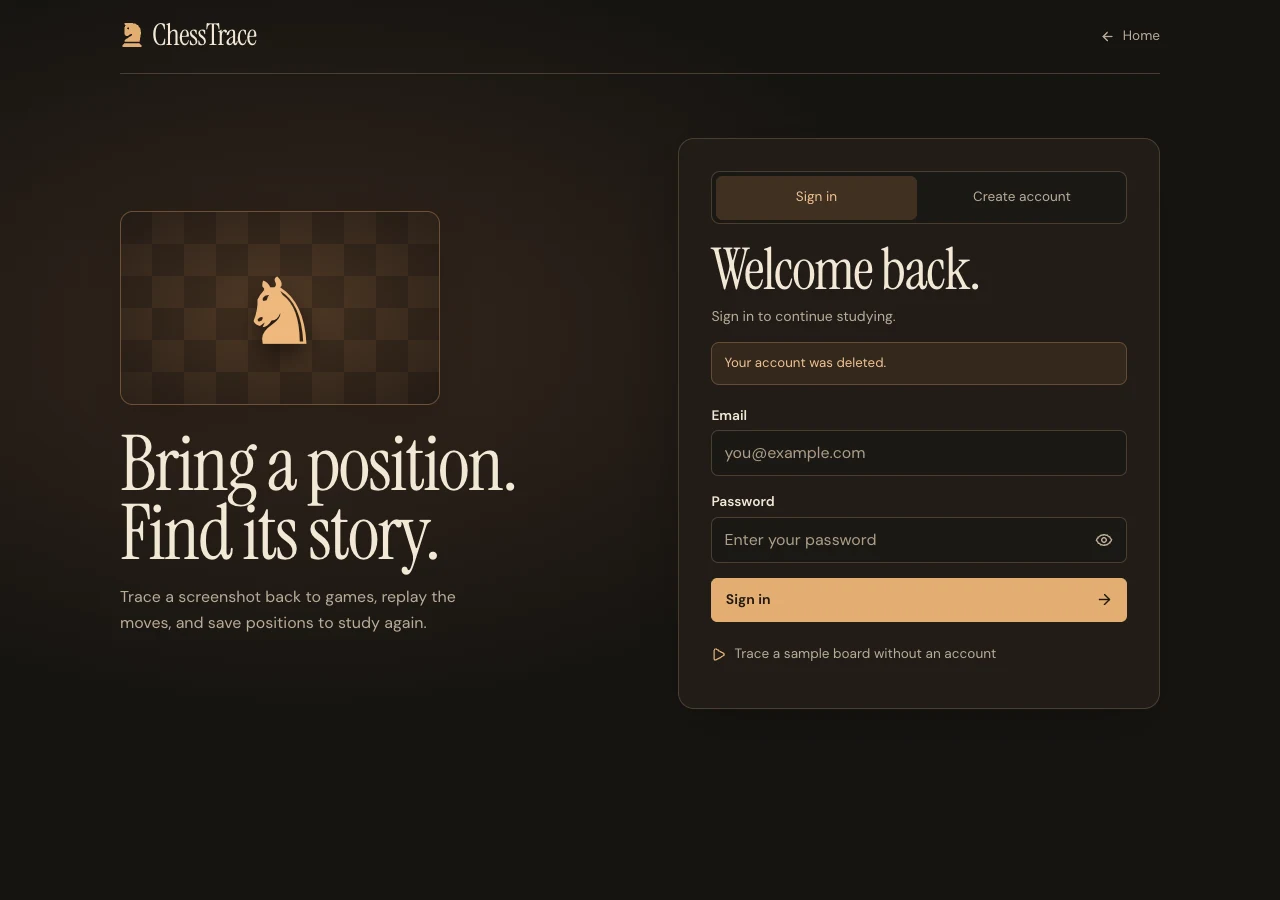 ChessTrace
Home
Bring a position.
Find its story.
Trace a screenshot back to games, replay the
moves, and save positions to study again.
Sign in
Create account
Welcome back.
Sign in to continue studying.
Your account was deleted.
Email
you@example.com
Password
Enter your password
Sign in
Trace a sample board without an account